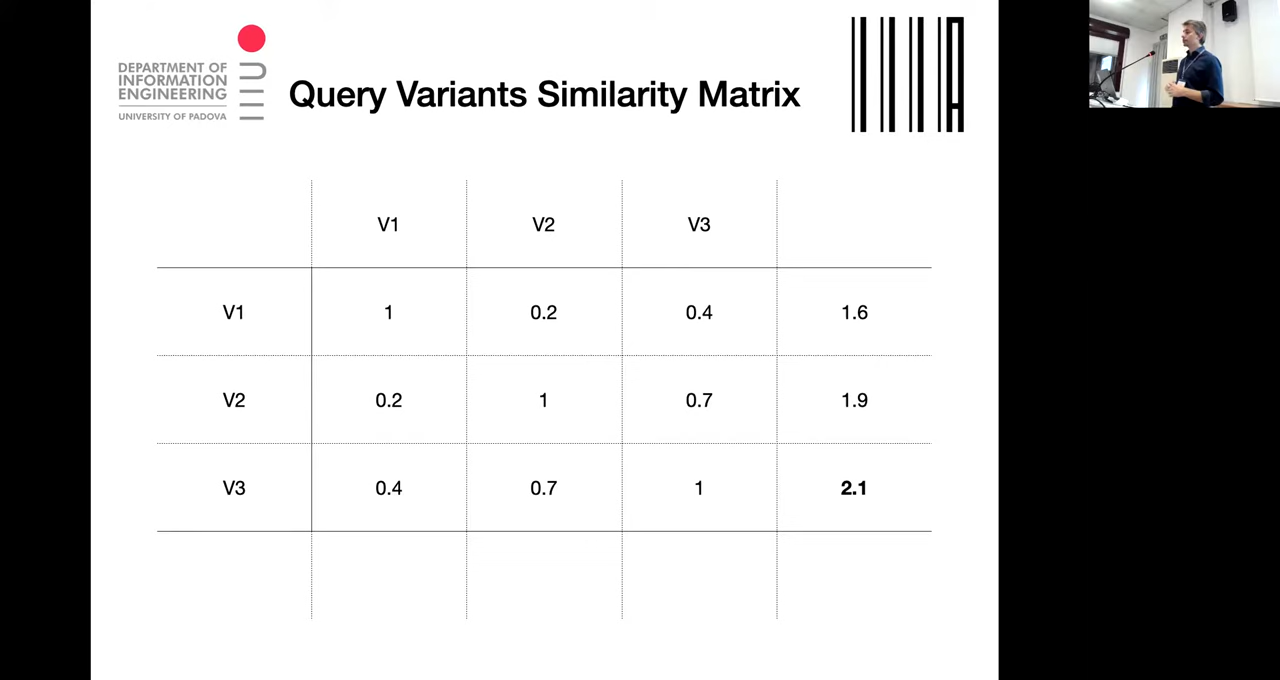 DEPARTMENT OF
INFORMATION
ENGINEERING
UNIVERSITY OF PADOVA
Query Variants Similarity Matrix
V1 V2 V3
V1 1 0.2 0.4 1.6
V2 0.2 1 0.7 1.9
V3 0.4 0.7 1 2.1